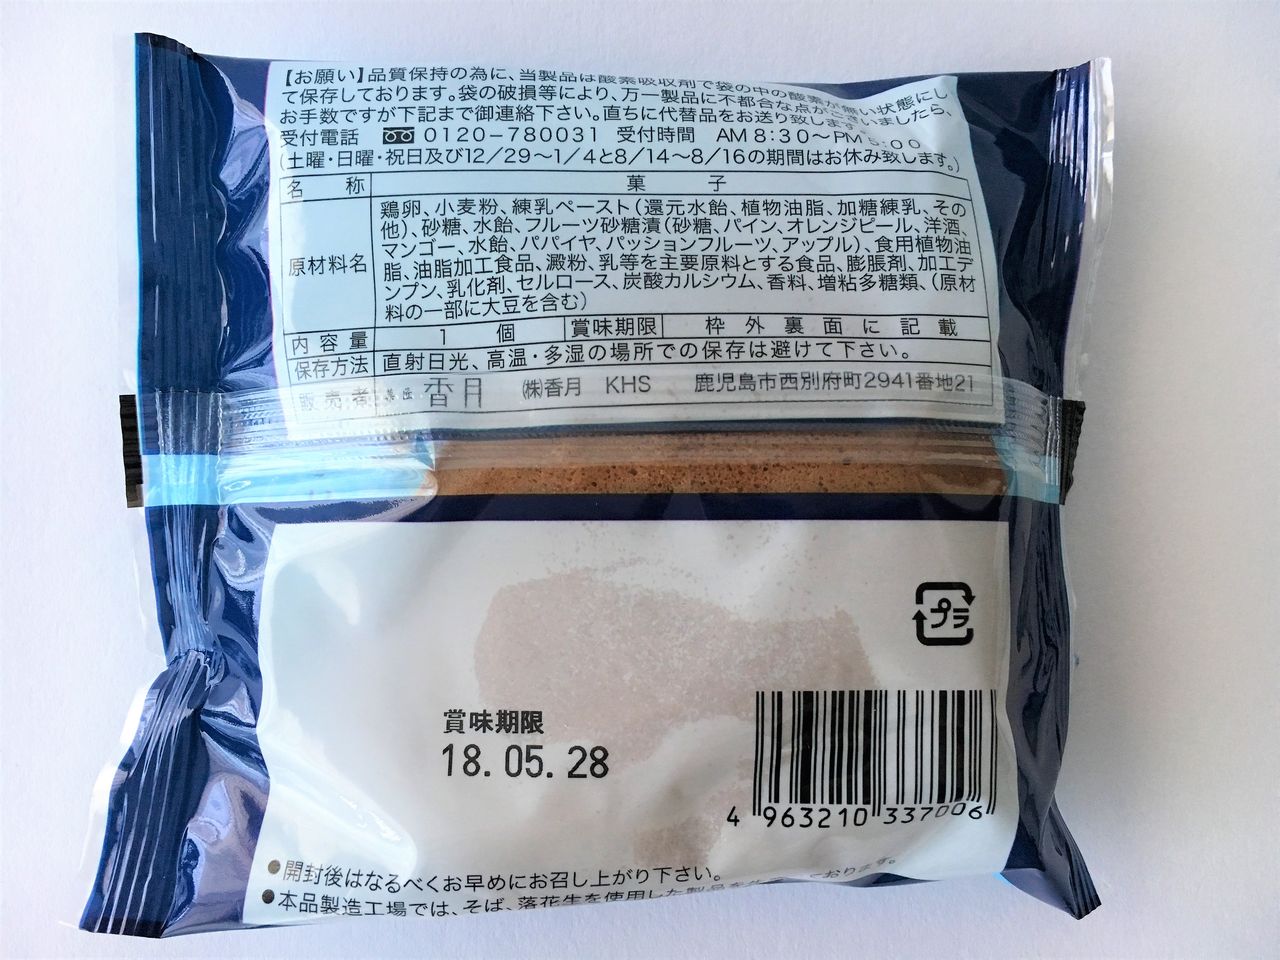 【お願い】品質保持の為に、当製品は酸素吸収剤で袋の中の酸素が無い状態にし
て保存しております。袋の破損等により、万一製品に不都合な点がございましたら、
お手数ですが下記まで御連絡下さい。直ちに代替品をお送り致します。
受付電話 0120-780031 受付時間 AM8:30〜PM5:00
(土曜・日曜・祝日及び12/29〜1/4と8/14〜8/16の期間はお休み致します。)
名称 菓子
原材料名 鶏卵、小麦粉、練乳ペースト(還元水飴、植物油脂、加糖練乳、その
他)、砂糖、水飴、フルーツ砂糖漬(砂糖、パイン、オレンジピール、洋酒、
マンゴー、水飴、パパイヤ、パッションフルーツ、アップル)、食用植物油
脂、油脂加工食品、澱粉、乳等を主要原料とする食品、膨脹剤、加工デ
ンプン、乳化剤、セルロース、炭酸カルシウム、香料、増粘多糖類、(原材
料の一部に大豆を含む)
内容量 1個 賞味期限 枠外裏面に記載
保存方法 直射日光、高温・多湿の場所での保存は避けて下さい。
販売者 香月 ㈱香月 KHS 鹿児島市西別府町2941番地21
プラ
賞味期限
18.05.28
4 963210 337006
●開封後はなるべくお早めにお召し上がり下さい。
●本品製造工場では、そば、落花生を使用した製品を しております。